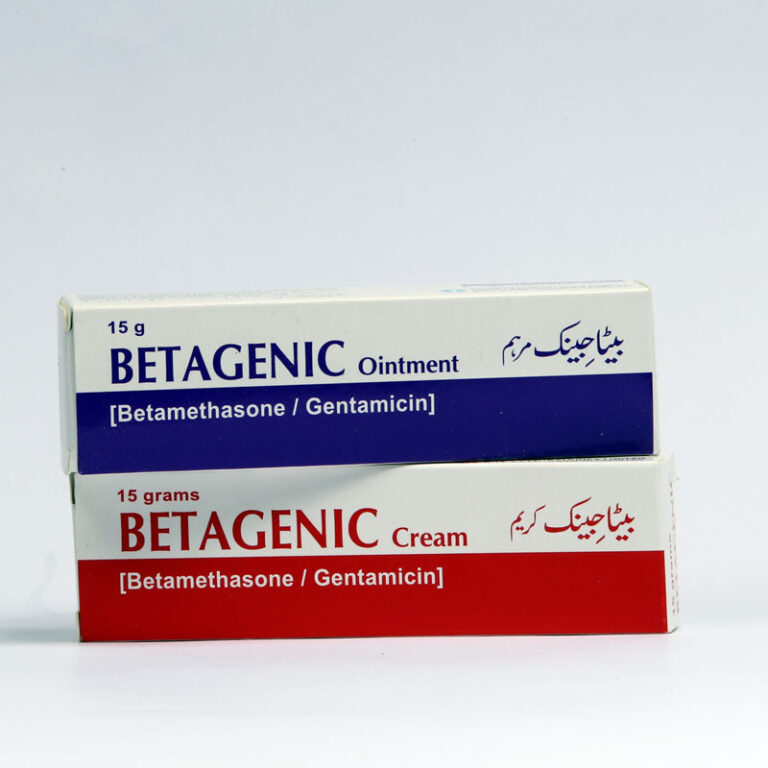 15 g
BETAGENIC Ointment
بیٹاجینک مرہم
[Betamethasone / Gentamicin]
15 grams
BETAGENIC Cream
بیٹاجینک کریم
[Betamethasone / Gentamicin]